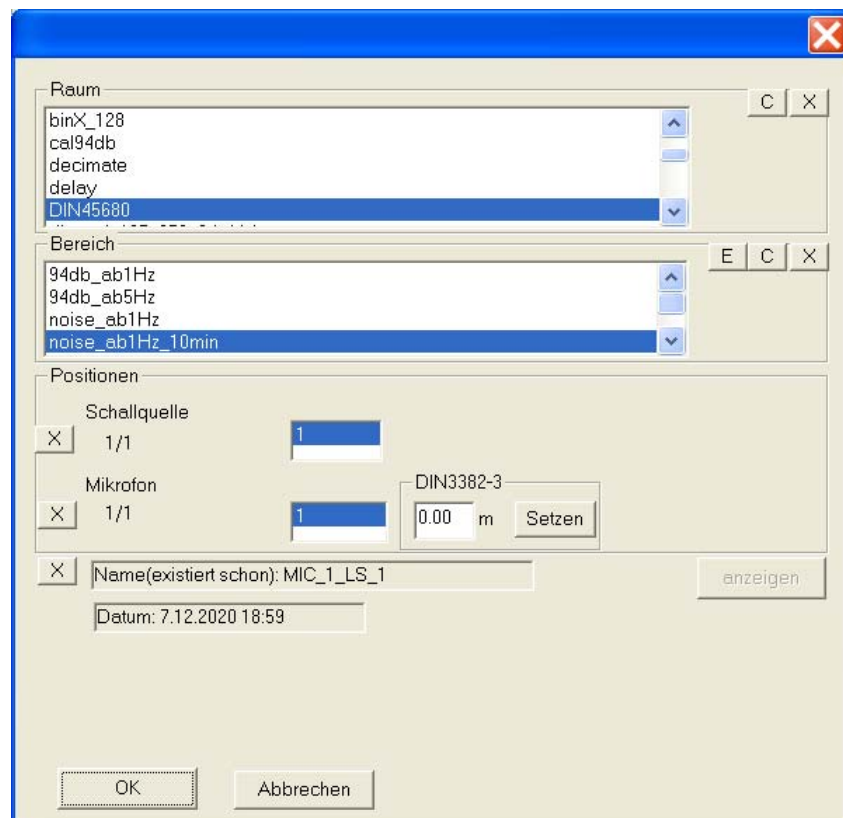 Raum
C X
binX_128
cal94db
decimate
delay
DIN45680
Bereich
E C X
94db_ab1Hz
94db_ab5Hz
noise_ab1Hz
noise_ab1Hz_10min
Positionen
Schallquelle
X 1/1 1
Mikrofon
X 1/1 1
DIN3382-3
0.00 m Setzen
X Name(existiert schon): MIC_1_LS_1
anzeigen
Datum: 7.12.2020 18:59
OK Abbrechen